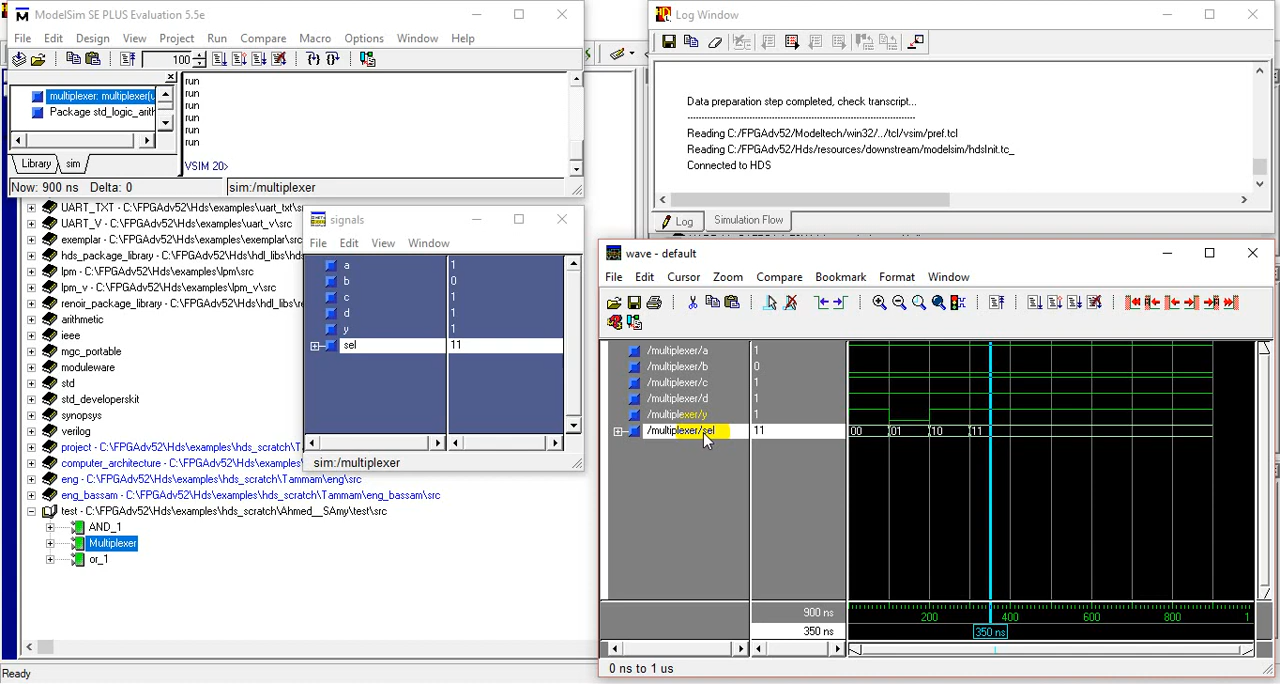 ModelSim SE PLUS Evaluation 5.5e
File Edit Design View Project Run Compare Macro Options Window Help
100
multiplexer: multiplexer(u
Package std_logic_arith
Library
sim
run
run
run
run
run
run
VSIM 20>
Now: 900 ns Delta: 0
sim:/multiplexer
Log Window
Data preparation step completed, check transcript...
Reading C:/FPGAdv52/Modeltech/win32/../tcl/vsim/pref.tcl
Reading C:/FPGAdv52/Hds/resources/downstream/modelsim/hdsInit.tc_
Connected to HDS
Log
Simulation Flow
UART_TXT - C:\FPGAdv52\Hds\examples\uart_txt\src
UART_V - C:\FPGAdv52\Hds\examples\uart_v\src
exemplar - C:\FPGAdv52\Hds\examples\exemplar\src
hds_package_library - C:\FPGAdv52\Hds\hdl_libs\
lpm - C:\FPGAdv52\Hds\examples\lpm\src
lpm_v - C:\FPGAdv52\Hds\examples\lpm_v\src
renoir_package_library - C:\FPGAdv52\Hds\hdl_libs\re
arithmetic
ieee
mgc_portable
moduleware
std
std_developerskit
synopsys
verilog
project - C:\FPGAdv52\Hds\examples\hds_scratch\T
computer_architecture - C:\FPGAdv52\Hds\examples\
eng - C:\FPGAdv52\Hds\examples\hds_scratch\Tammam\eng\src
eng_bassam - C:\FPGAdv52\Hds\examples\hds_scratch\Tammam\eng_bassam\src
test - C:\FPGAdv52\Hds\examples\hds_scratch\Ahmed__SAmy\test\src
AND_1
Multiplexer
or_1
Ready
signals
File Edit View Window
a 1
b 0
c 1
d 1
y 1
sel 11
sim:/multiplexer
wave - default
File Edit Cursor Zoom Compare Bookmark Format Window
/multiplexer/a 1
/multiplexer/b 0
/multiplexer/c 1
/multiplexer/d 1
/multiplexer/y 1
/multiplexer/sel 11 00 01 10 11
900 ns 200 400 600 800 1
350 ns 350 ns
0 ns to 1 us